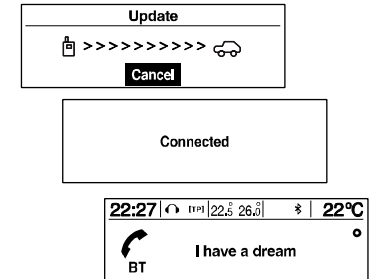 Update
> > > > > > > > > >
Cancel
Connected
22:27 [TP] 22.5° 26.0° 22°C
BT I have a dream